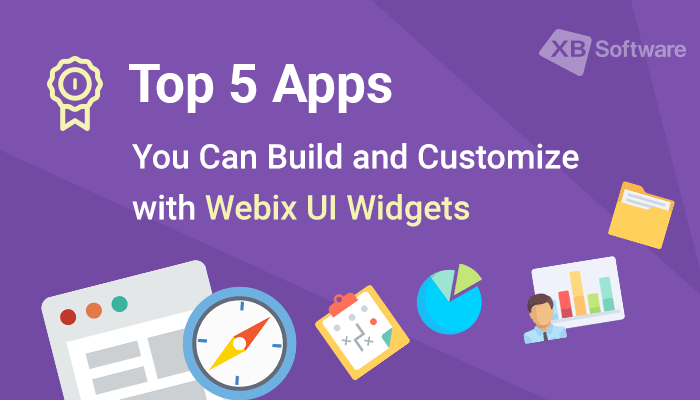 XB Software
Top 5 Apps
You Can Build and Customize
with Webix UI Widgets